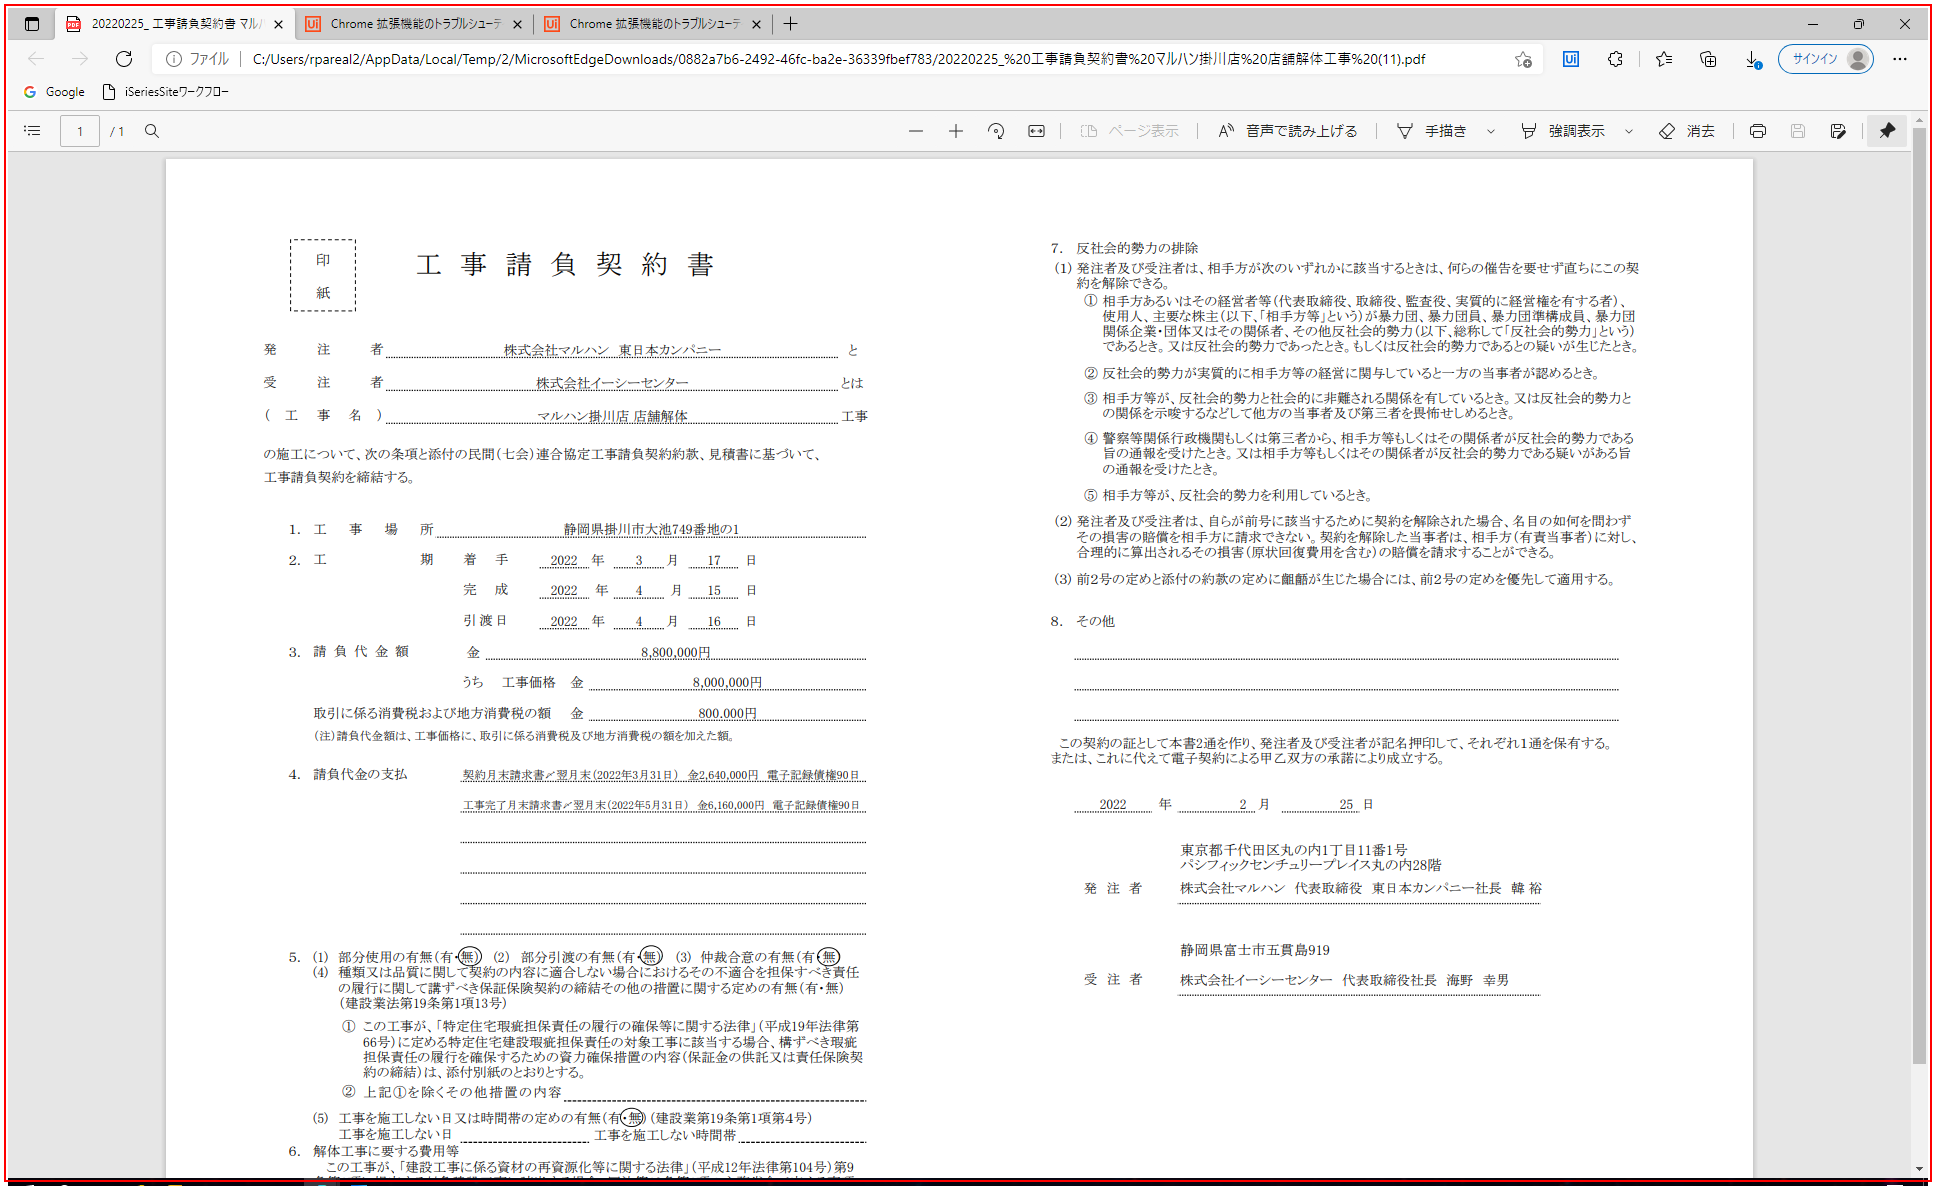 20220225_ 工事請負契約書 マルハ
Chrome 拡張機能のトラブルシューテ
Chrome 拡張機能のトラブルシューテ
ファイル
C:/Users/rpareal2/AppData/Local/Temp/2/MicrosoftEdgeDownloads/0882a7b6-2492-46fc-ba2e-36339fbef783/20220225_%20工事請負契約書%20マルハン掛川店%20店舗解体工事%20(11).pdf
サインイン
Google
iSeriesSiteワークフロー
1 / 1
ページ表示
音声で読み上げる
手描き
強調表示
消去
印
紙
工事請負契約書
発注者 株式会社マルハン 東日本カンパニー と
受注者 株式会社イーシーセンター とは
(工事名) マルハン掛川店 店舗解体 工事
の施工について、次の条項と添付の民間(七会)連合協定工事請負契約約款、見積書に基づいて、
工事請負契約を締結する。
1. 工事場所 静岡県掛川市大池749番地の1
2. 工期 着手 2022 年 3 月 17 日
完成 2022 年 4 月 15 日
引渡日 2022 年 4 月 16 日
3. 請負代金額 金 8,800,000円
うち 工事価格 金 8,000,000円
取引に係る消費税および地方消費税の額 金 800.000円
(注)請負代金額は、工事価格に、取引に係る消費税及び地方消費税の額を加えた額。
4. 請負代金の支払 契約月末請求書〆翌月末(2022年3月31日) 金2,640,000円 電子記録債権90日
工事完了月末請求書〆翌月末(2022年5月31日) 金6,160,000円 電子記録債権90日
5. (1) 部分使用の有無(有・無) (2) 部分引渡の有無(有・無) (3) 仲裁合意の有無(有・無)
(4) 種類又は品質に関して契約の内容に適合しない場合におけるその不適合を担保すべき責任
の履行に関して講ずべき保証保険契約の締結その他の措置に関する定めの有無(有・無)
(建設業法第19条第1項13号)
① この工事が、「特定住宅瑕疵担保責任の履行の確保等に関する法律」(平成19年法律第
66号)に定める特定住宅建設瑕疵担保責任の対象工事に該当する場合、構ずべき瑕疵
担保責任の履行を確保するための資力確保措置の内容(保証金の供託又は責任保険契
約の締結)は、添付別紙のとおりとする。
② 上記①を除くその他措置の内容
(5) 工事を施工しない日又は時間帯の定めの有無(有・無)(建設業第19条第1項第4号)
工事を施工しない日 工事を施工しない時間帯
6. 解体工事に要する費用等
この工事が、「建設工事に係る資材の再資源化等に関する法律」(平成12年法律第104号)第9
7. 反社会的勢力の排除
(1) 発注者及び受注者は、相手方が次のいずれかに該当するときは、何らの催告を要せず直ちにこの契
約を解除できる。
① 相手方あるいはその経営者等(代表取締役、取締役、監査役、実質的に経営権を有する者)、
使用人、主要な株主(以下、「相手方等」という)が暴力団、暴力団員、暴力団準構成員、暴力団
関係企業・団体又はその関係者、その他反社会的勢力(以下、総称して「反社会的勢力」という)
であるとき。又は反社会的勢力であったとき。もしくは反社会的勢力であるとの疑いが生じたとき。
② 反社会的勢力が実質的に相手方等の経営に関与していると一方の当事者が認めるとき。
③ 相手方等が、反社会的勢力と社会的に非難される関係を有しているとき。又は反社会的勢力と
の関係を示唆するなどして他方の当事者及び第三者を畏怖せしめるとき。
④ 警察等関係行政機関もしくは第三者から、相手方等もしくはその関係者が反社会的勢力である
旨の通報を受けたとき。又は相手方等もしくはその関係者が反社会的勢力である疑いがある旨
の通報を受けたとき。
⑤ 相手方等が、反社会的勢力を利用しているとき。
(2) 発注者及び受注者は、自らが前号に該当するために契約を解除された場合、名目の如何を問わず
その損害の賠償を相手方に請求できない。契約を解除した当事者は、相手方(有責当事者)に対し、
合理的に算出されるその損害(原状回復費用を含む)の賠償を請求することができる。
(3) 前2号の定めと添付の約款の定めに齟齬が生じた場合には、前2号の定めを優先して適用する。
8. その他
この契約の証として本書2通を作り、発注者及び受注者が記名押印して、それぞれ1通を保有する。
または、これに代えて電子契約による甲乙双方の承諾により成立する。
2022 年 2 月 25 日
東京都千代田区丸の内1丁目11番1号
パシフィックセンチュリープレイス丸の内28階
発注者 株式会社マルハン 代表取締役 東日本カンパニー社長 韓 裕
静岡県富士市五貫島919
受注者 株式会社イーシーセンター 代表取締役社長 海野 幸男